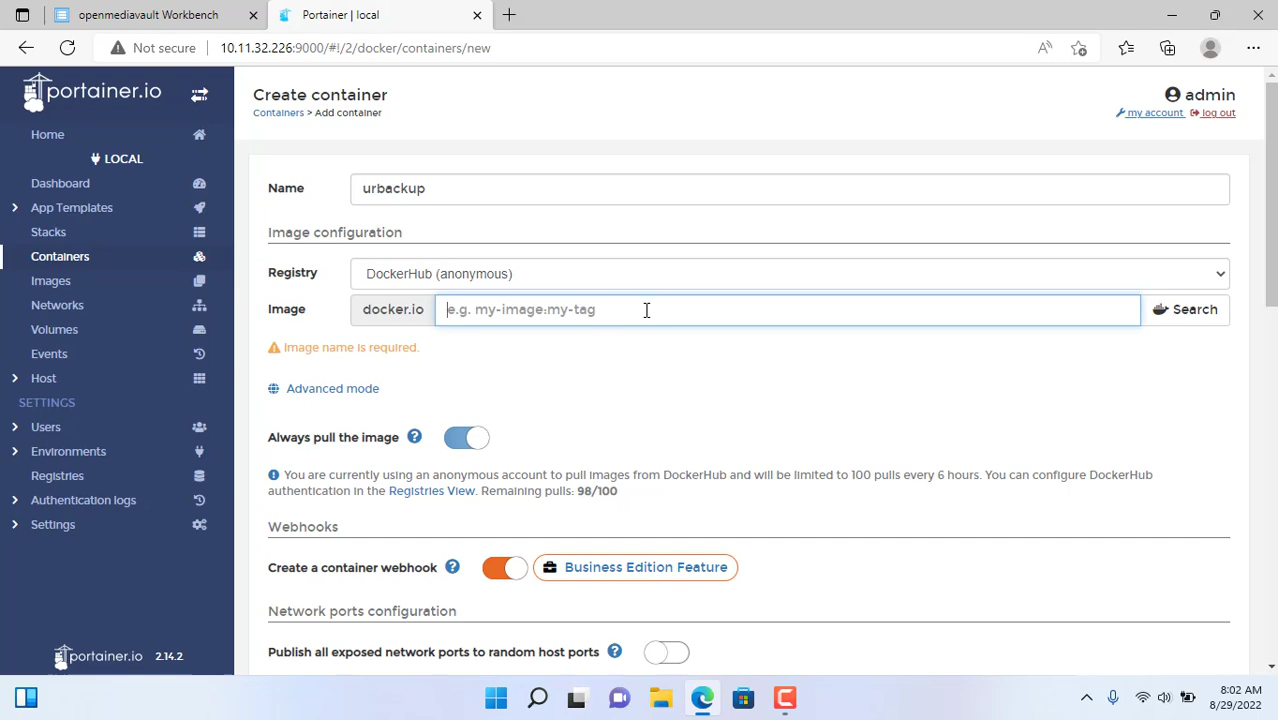 openmediavault Workbench
Portainer | local
Not secure
10.11.32.226:9000/#!/2/docker/containers/new
portainer.io
Home
LOCAL
Dashboard
App Templates
Stacks
Containers
Images
Networks
Volumes
Events
Host
SETTINGS
Users
Environments
Registries
Authentication logs
Settings
portainer.io 2.14.2
Create container
Containers > Add container
admin
my account log out
Name urbackup
Image configuration
Registry DockerHub (anonymous)
Image docker.io e.g. my-image:my-tag Search
Image name is required.
Advanced mode
Always pull the image
You are currently using an anonymous account to pull images from DockerHub and will be limited to 100 pulls every 6 hours. You can configure DockerHub
authentication in the Registries View. Remaining pulls: 98/100
Webhooks
Create a container webhook Business Edition Feature
Network ports configuration
Publish all exposed network ports to random host ports
8:02 AM
8/29/2022